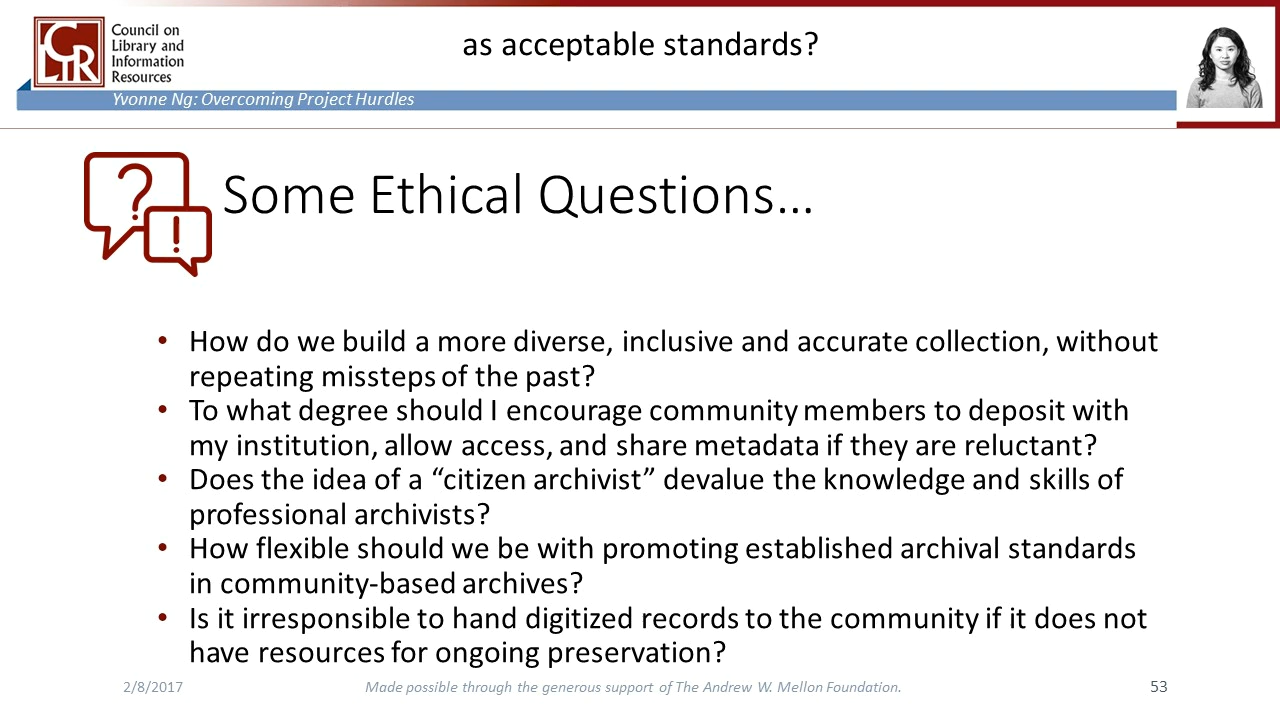 Council on
Library and
Information
Resources
CLIR
as acceptable standards?
Yvonne Ng: Overcoming Project Hurdles
? !
Some Ethical Questions...
• How do we build a more diverse, inclusive and accurate collection, without
repeating missteps of the past?
• To what degree should I encourage community members to deposit with
my institution, allow access, and share metadata if they are reluctant?
• Does the idea of a “citizen archivist” devalue the knowledge and skills of
professional archivists?
• How flexible should we be with promoting established archival standards
in community-based archives?
• Is it irresponsible to hand digitized records to the community if it does not
have resources for ongoing preservation?
2/8/2017
Made possible through the generous support of The Andrew W. Mellon Foundation.
53